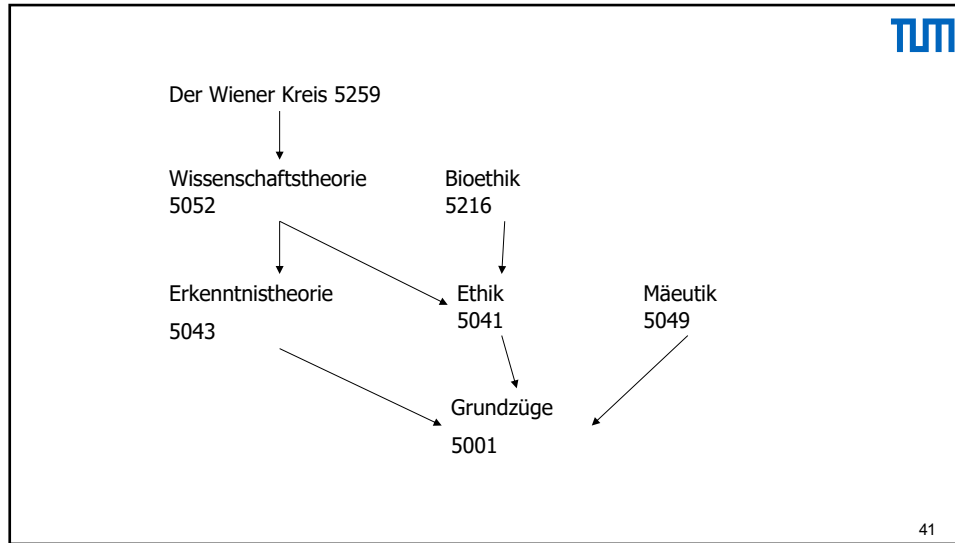 TUM
Der Wiener Kreis 5259
Wissenschaftstheorie
5052
Bioethik
5216
Erkenntnistheorie
5043
Ethik
5041
Mäeutik
5049
Grundzüge
5001
41